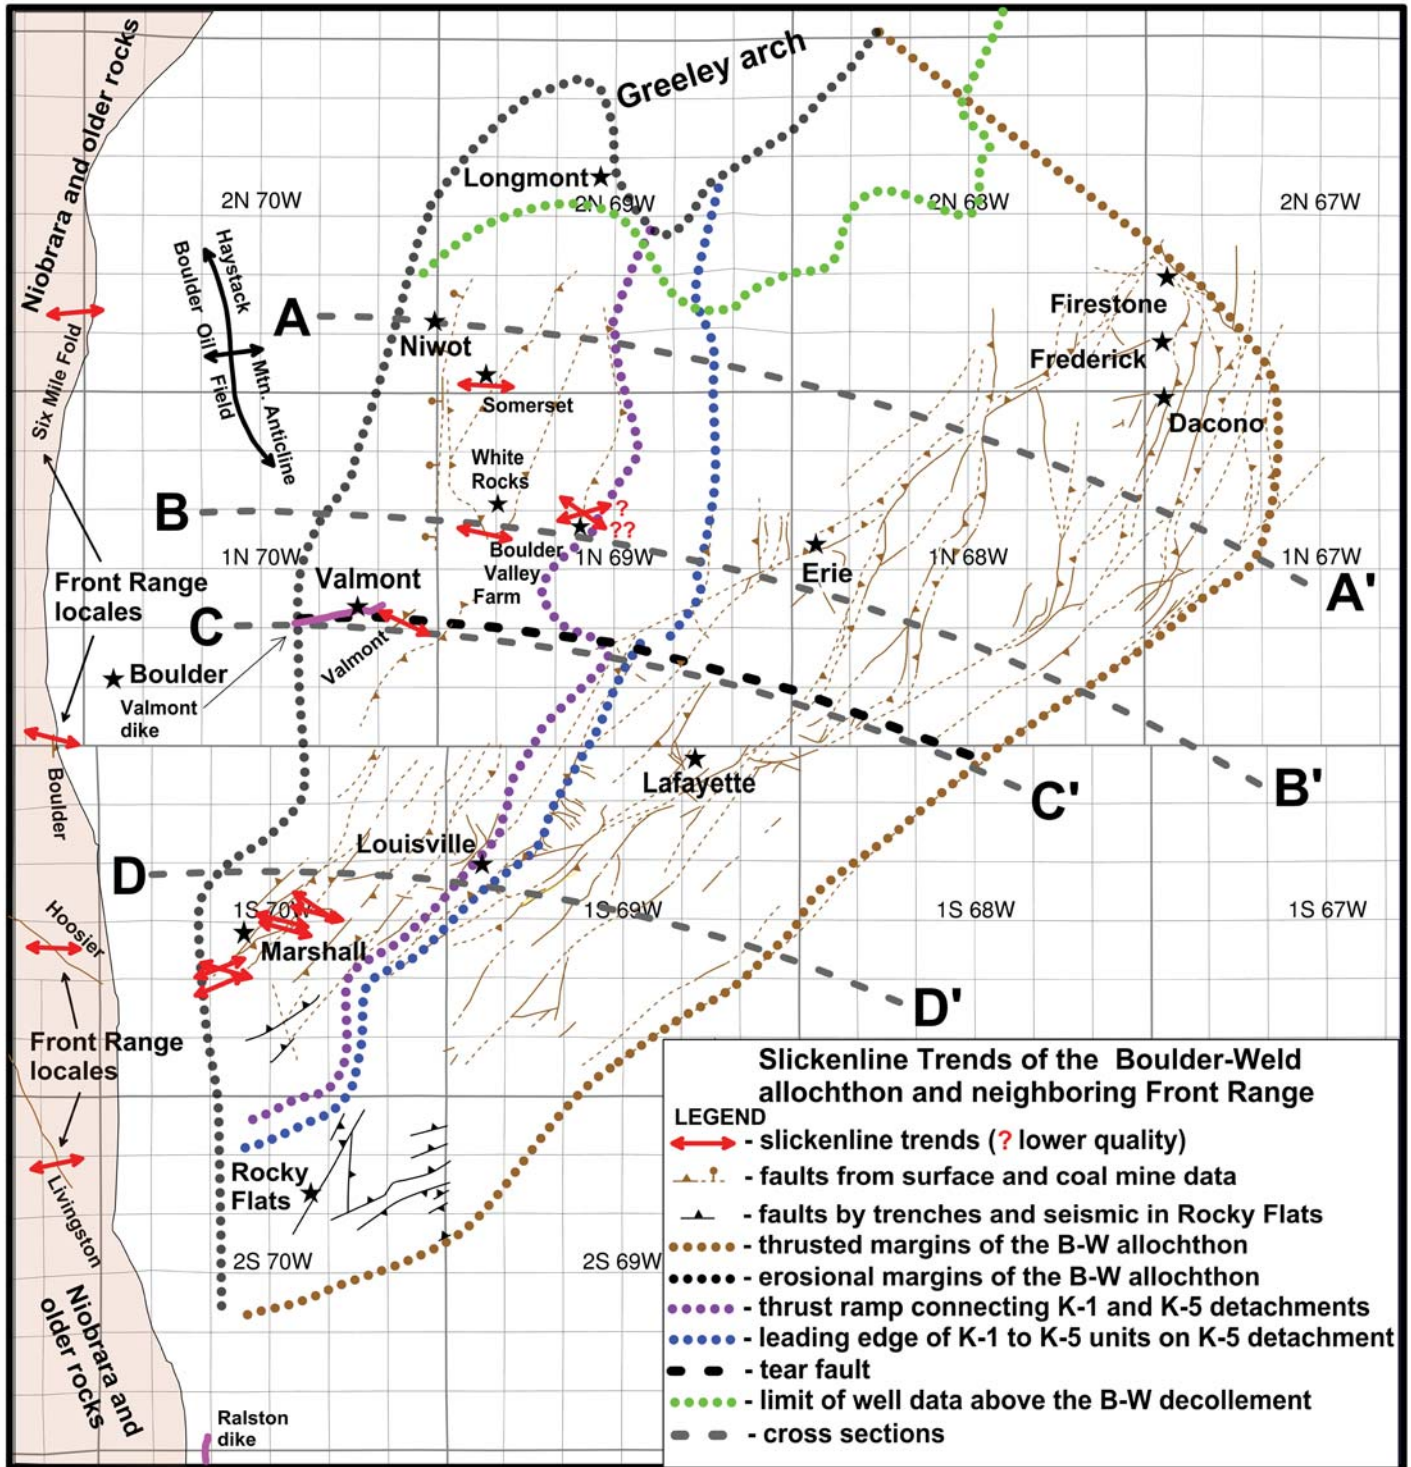 Greeley arch
Niobrara and older rocks
Longmont
2N 70W
2N 69W
2N 63W
2N 67W
Haystack
Mtn. Anticline
Boulder Oil
Field
A
Niwot
Firestone
Frederick
Dacono
Somerset
Six Mile Fold
White
Rocks
B
?
??
Boulder
Valley
Farm
1N 70W
1N 69W
1N 68W
1N 67W
Erie
A'
Front Range
locales
Valmont
C
Valmont
Boulder
Valmont
dike
Boulder
Lafayette
B'
C'
Louisville
D
1S 70W
1S 69W
1S 68W
1S 67W
Marshall
Hoosier
D'
Front Range
locales
Livingston
Rocky
Flats
2S 70W
2S 69W
Niobrara and
older rocks
Ralston
dike
Slickenline Trends of the Boulder-Weld
allochthon and neighboring Front Range
LEGEND
- slickenline trends (? lower quality)
- faults from surface and coal mine data
- faults by trenches and seismic in Rocky Flats
- thrusted margins of the B-W allochthon
- erosional margins of the B-W allochthon
- thrust ramp connecting K-1 and K-5 detachments
- leading edge of K-1 to K-5 units on K-5 detachment
- tear fault
- limit of well data above the B-W decollement
- cross sections